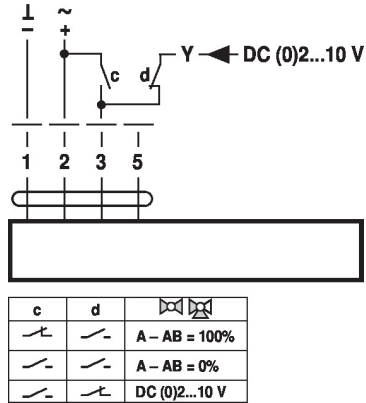 ⊥ ~
– +
c d Y DC (0)2...10 V
1 2 3 5
c d
A – AB = 100%
A – AB = 0%
DC (0)2...10 V